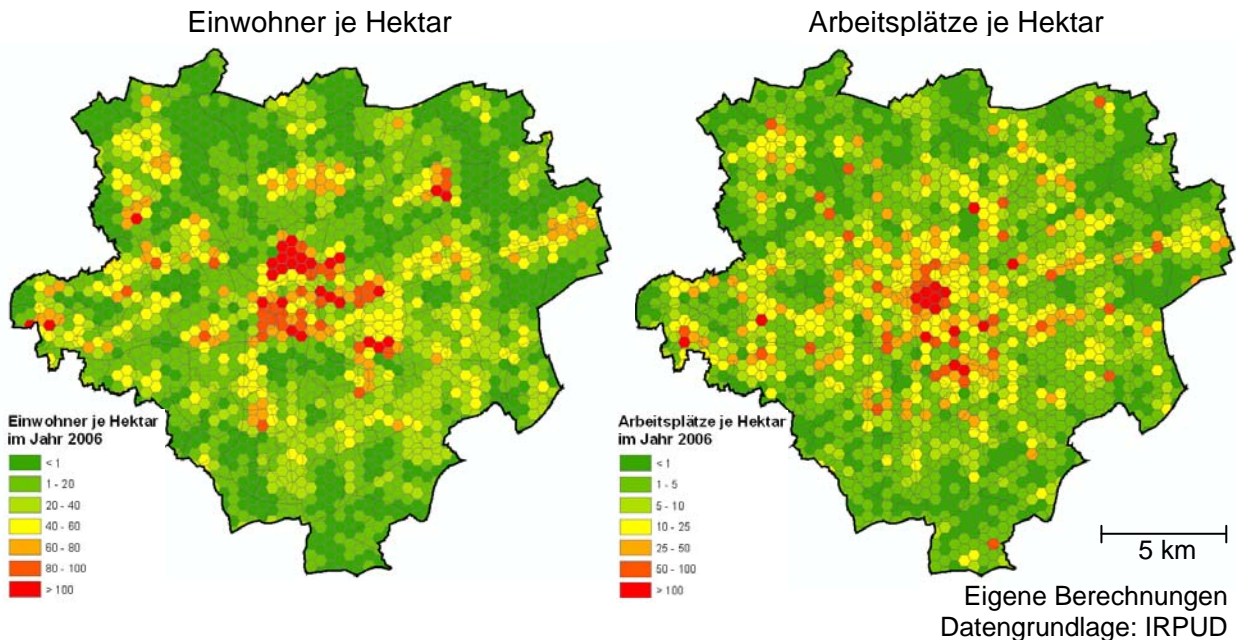 Einwohner je Hektar
Arbeitsplätze je Hektar
Einwohner je Hektar
im Jahr 2006
< 1
1 - 20
20 - 40
40 - 60
60 - 80
80 - 100
> 100
Arbeitsplätze je Hektar
im Jahr 2006
< 1
1 - 5
5 - 10
10 - 25
25 - 50
50 - 100
> 100
5 km
Eigene Berechnungen
Datengrundlage: IRPUD